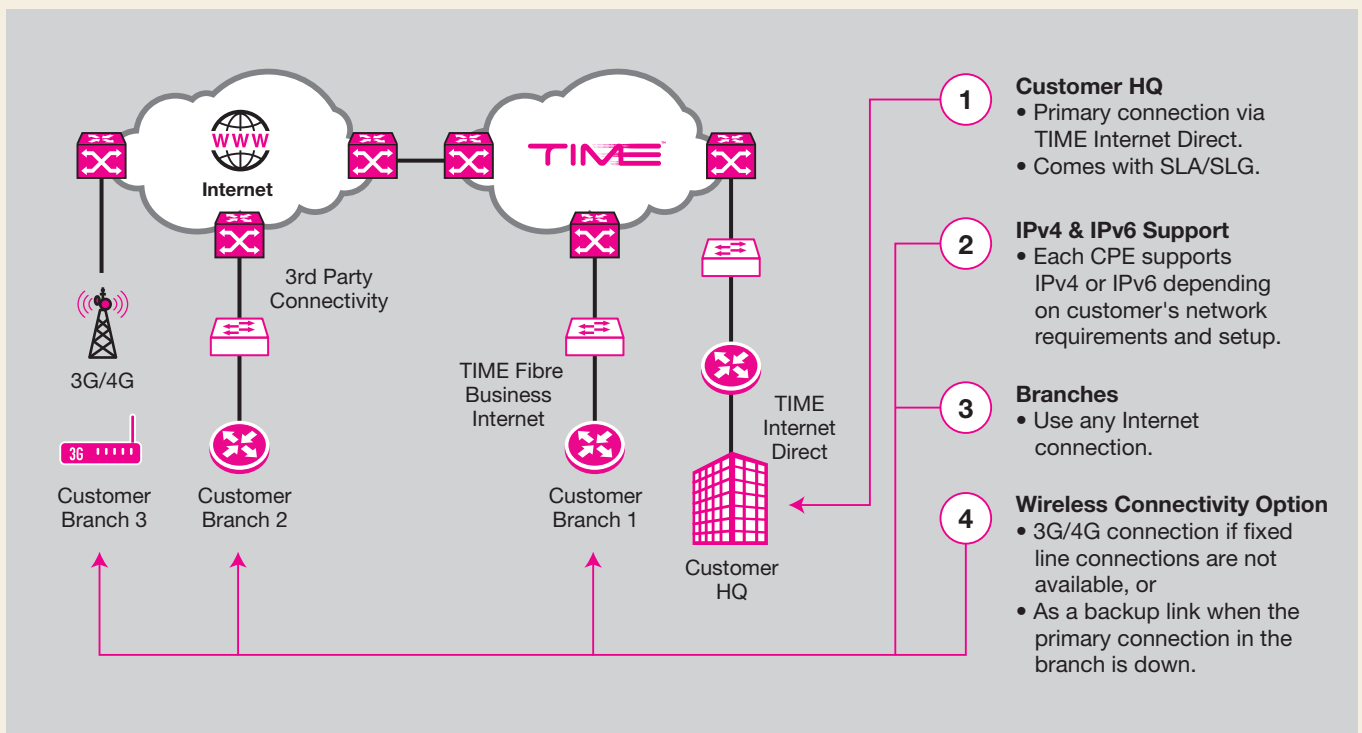 WWW
Internet
TIME
3rd Party
Connectivity
3G/4G
3G
Customer
Branch 3
Customer
Branch 2
TIME Fibre
Business
Internet
Customer
Branch 1
TIME
Internet
Direct
Customer
HQ
1
Customer HQ
• Primary connection via
TIME Internet Direct.
• Comes with SLA/SLG.
2
IPv4 & IPv6 Support
• Each CPE supports
IPv4 or IPv6 depending
on customer's network
requirements and setup.
3
Branches
• Use any Internet
connection.
4
Wireless Connectivity Option
• 3G/4G connection if fixed
line connections are not
available, or
• As a backup link when the
primary connection in the
branch is down.